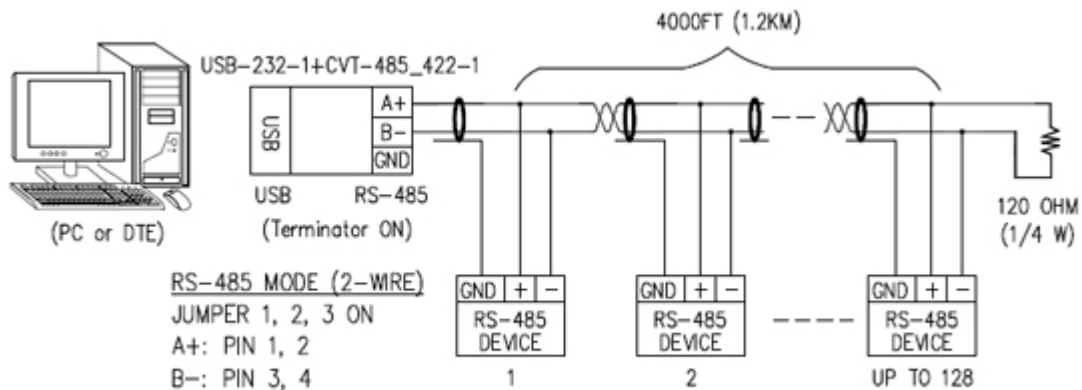 4000FT (1.2KM)
USB-232-1+CVT-485_422-1
USB
A+
B-
GND
USB RS-485
(Terminator ON)
(PC or DTE)
120 OHM
(1/4 W)
RS-485 MODE (2-WIRE)
JUMPER 1, 2, 3 ON
A+: PIN 1, 2
B-: PIN 3, 4
GND + -
RS-485
DEVICE
1
GND + -
RS-485
DEVICE
2
GND + -
RS-485
DEVICE
UP TO 128